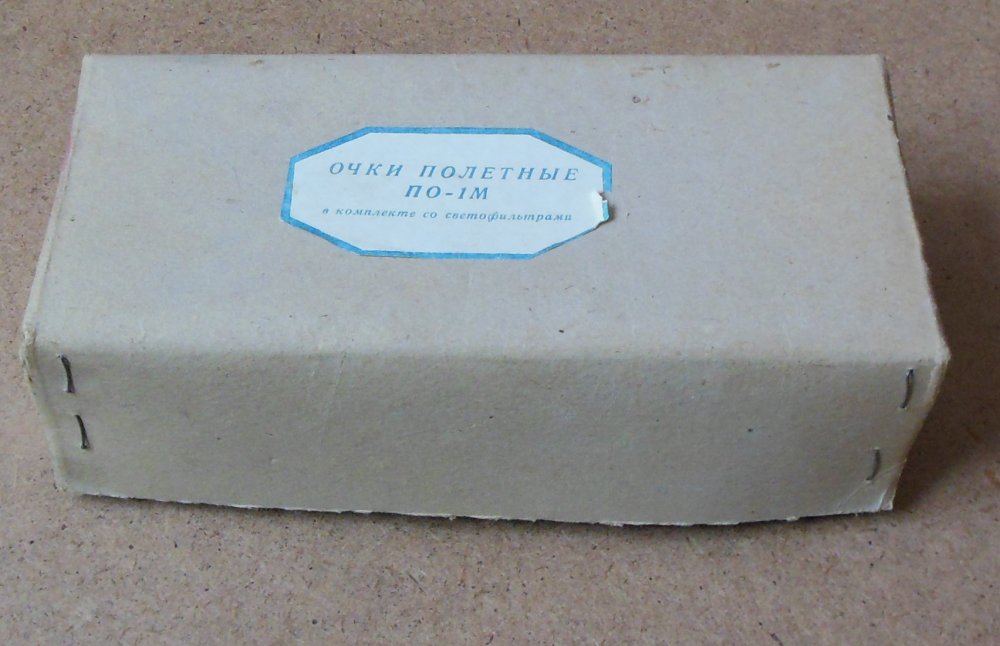 ОЧКИ ПОЛЕТНЫЕ
ПО-1М
в комплекте со светофильтрами